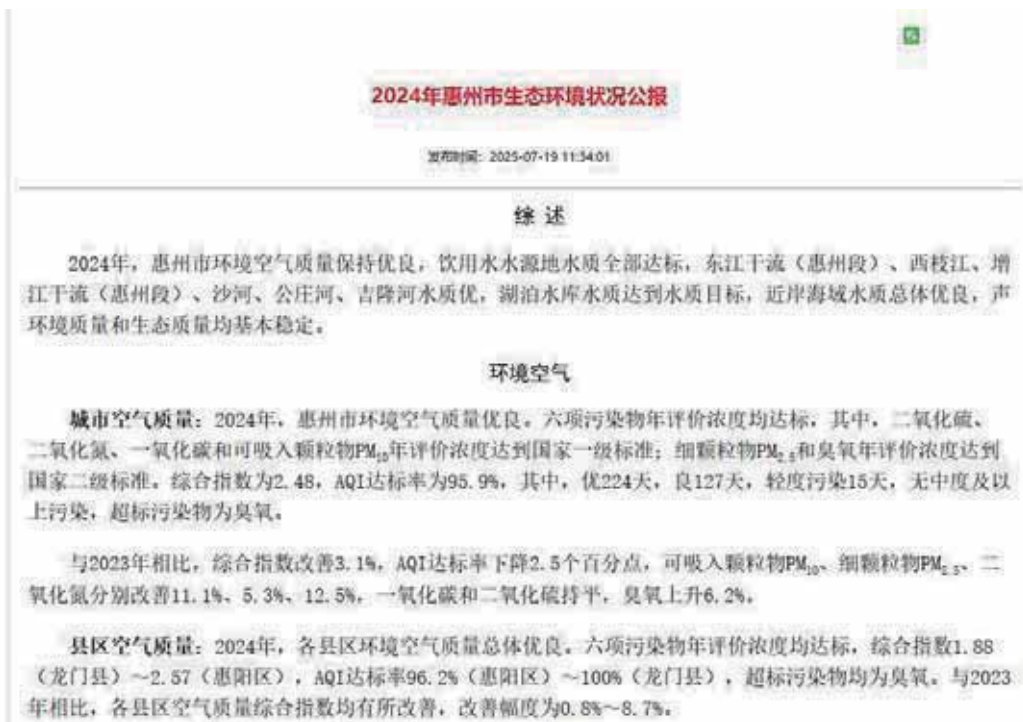 2024年惠州市生态环境状况公报
发布时间：2025-07-19 11:34:01
综 述
2024年，惠州市环境空气质量保持优良，饮用水水源地水质全部达标，东江干流（惠州段）、西枝江、增
江干流（惠州段）、沙河、公庄河、吉隆河水质优，湖泊水库水质达到水质目标，近岸海域水质总体优良，声
环境质量和生态质量均基本稳定。
环境空气
城市空气质量：2024年，惠州市环境空气质量优良。六项污染物年评价浓度均达标，其中，二氧化硫、
二氧化氮、一氧化碳和可吸入颗粒物PM₁₀年评价浓度达到国家一级标准；细颗粒物PM₂.₅和臭氧年评价浓度达到
国家二级标准。综合指数为2.48，AQI达标率为95.9%，其中，优224天，良127天，轻度污染15天，无中度及以
上污染，超标污染物为臭氧。
与2023年相比，综合指数改善3.1%，AQI达标率下降2.5个百分点，可吸入颗粒物PM₁₀、细颗粒物PM₂.₅、二
氧化氮分别改善11.1%、5.3%、12.5%，一氧化碳和二氧化硫持平，臭氧上升6.2%。
县区空气质量：2024年，各县区环境空气质量总体优良。六项污染物年评价浓度均达标，综合指数1.88
（龙门县）～2.57（惠阳区），AQI达标率96.2%（惠阳区）～100%（龙门县），超标污染物均为臭氧。与2023
年相比，各县区空气质量综合指数均有所改善，改善幅度为0.8%～8.7%。